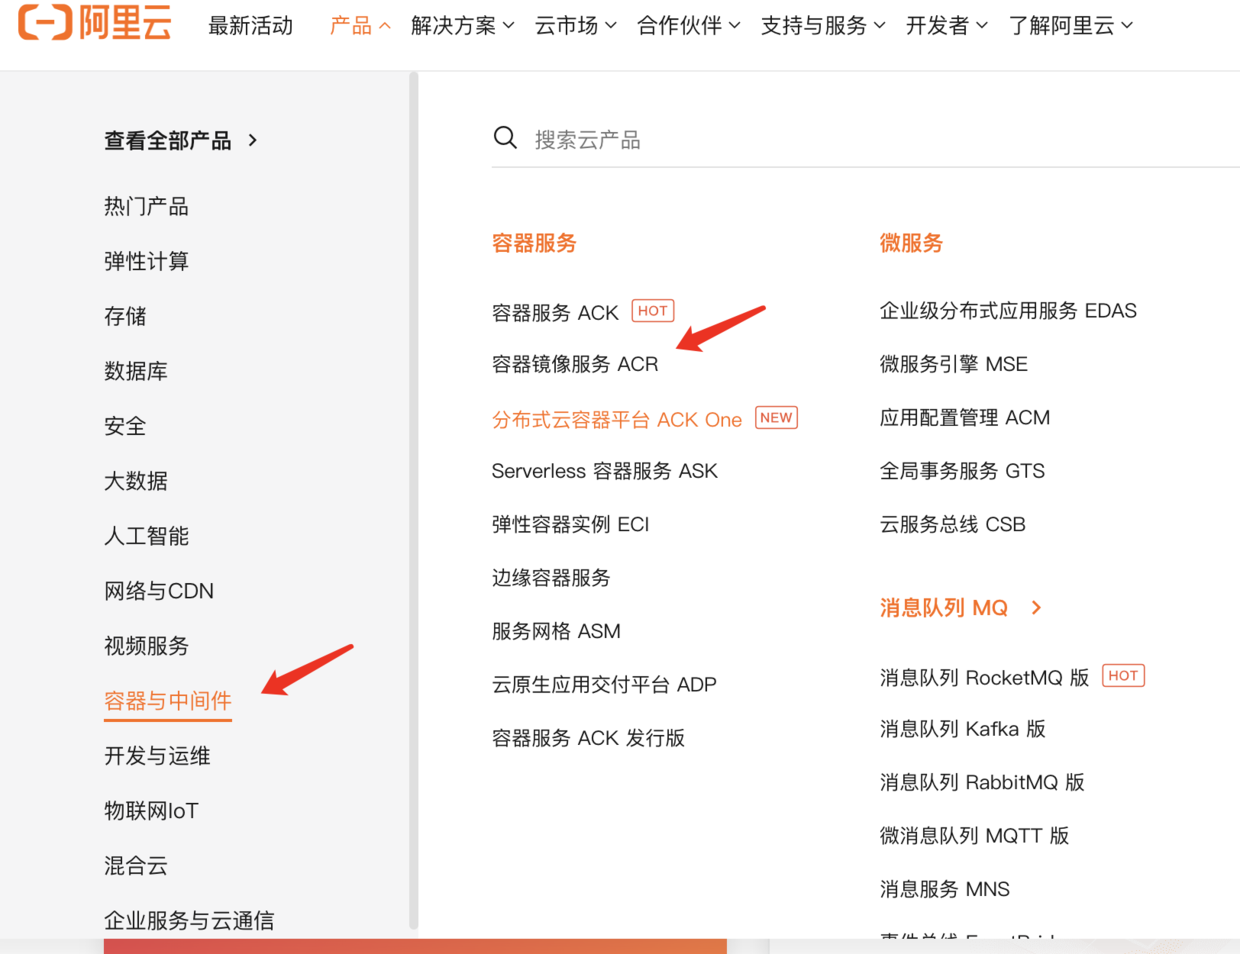 阿里云
最新活动 产品 解决方案 云市场 合作伙伴 支持与服务 开发者 了解阿里云
查看全部产品
热门产品
弹性计算
存储
数据库
安全
大数据
人工智能
网络与CDN
视频服务
容器与中间件
开发与运维
物联网IoT
混合云
企业服务与云通信
搜索云产品
容器服务
容器服务 ACK HOT
容器镜像服务 ACR
分布式云容器平台 ACK One NEW
Serverless 容器服务 ASK
弹性容器实例 ECI
边缘容器服务
服务网格 ASM
云原生应用交付平台 ADP
容器服务 ACK 发行版
微服务
企业级分布式应用服务 EDAS
微服务引擎 MSE
应用配置管理 ACM
全局事务服务 GTS
云服务总线 CSB
消息队列 MQ
消息队列 RocketMQ 版 HOT
消息队列 Kafka 版
消息队列 RabbitMQ 版
微消息队列 MQTT 版
消息服务 MNS